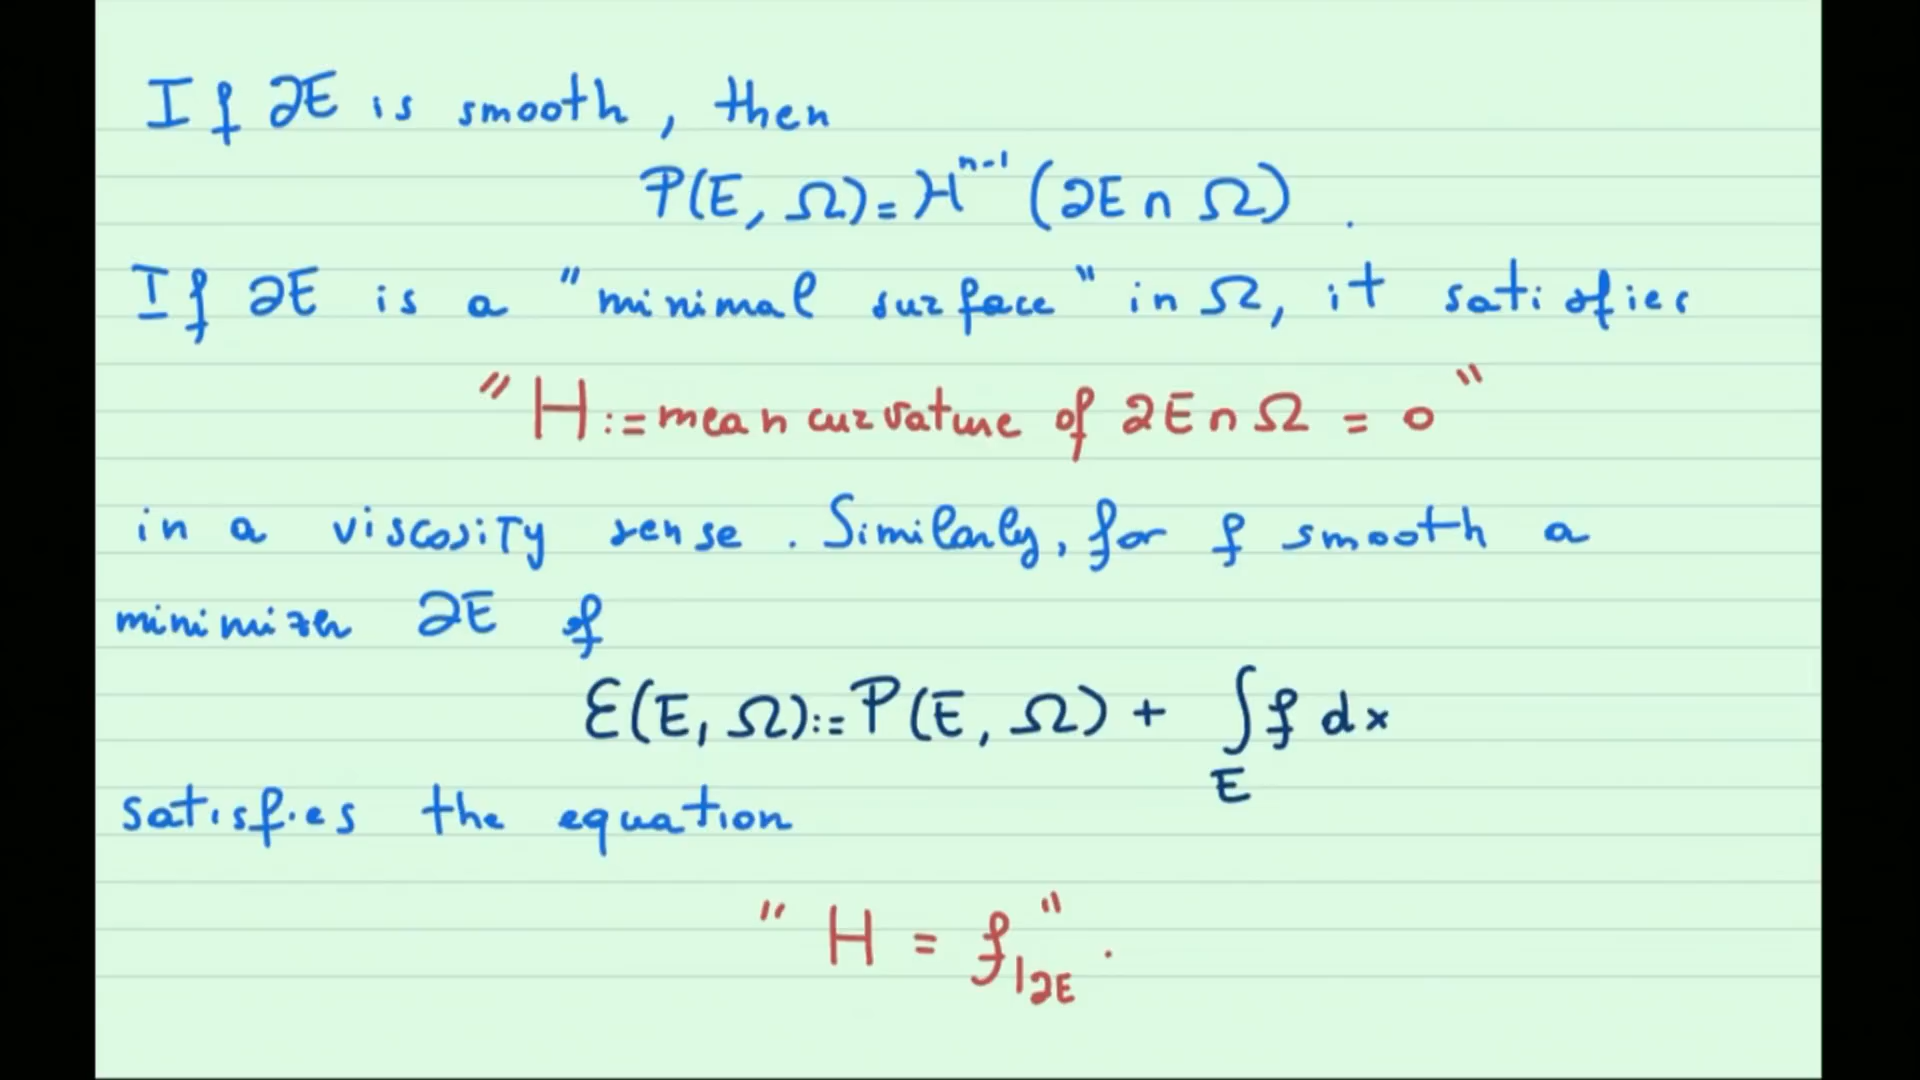 If ∂E is smooth, then
P(E, Ω) = H^{n-1} (∂E ∩ Ω) .
If ∂E is a "minimal surface" in Ω, it satisfies
"H := mean curvature of ∂E ∩ Ω = 0"
in a viscosity sense. Similarly, for f smooth a
minimizer ∂E of
E(E, Ω) := P(E, Ω) + ∫_E f dx
satisfies the equation
"H = f|_{∂E}" .